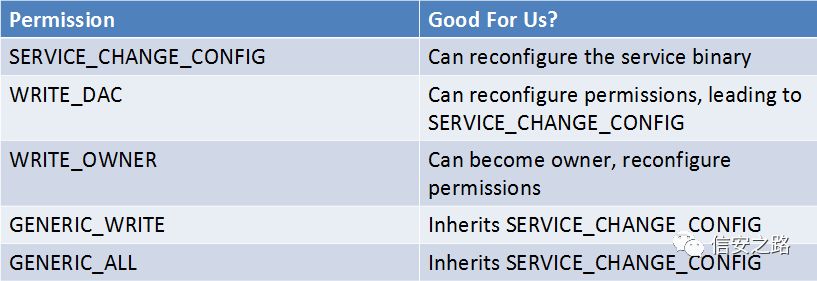 Permission Good For Us?
SERVICE_CHANGE_CONFIG Can reconfigure the service binary
WRITE_DAC Can reconfigure permissions, leading to
SERVICE_CHANGE_CONFIG
WRITE_OWNER Can become owner, reconfigure
permissions
GENERIC_WRITE Inherits SERVICE_CHANGE_CONFIG
GENERIC_ALL Inherits SERVICE_CHANGE_CONFIG
信安之路